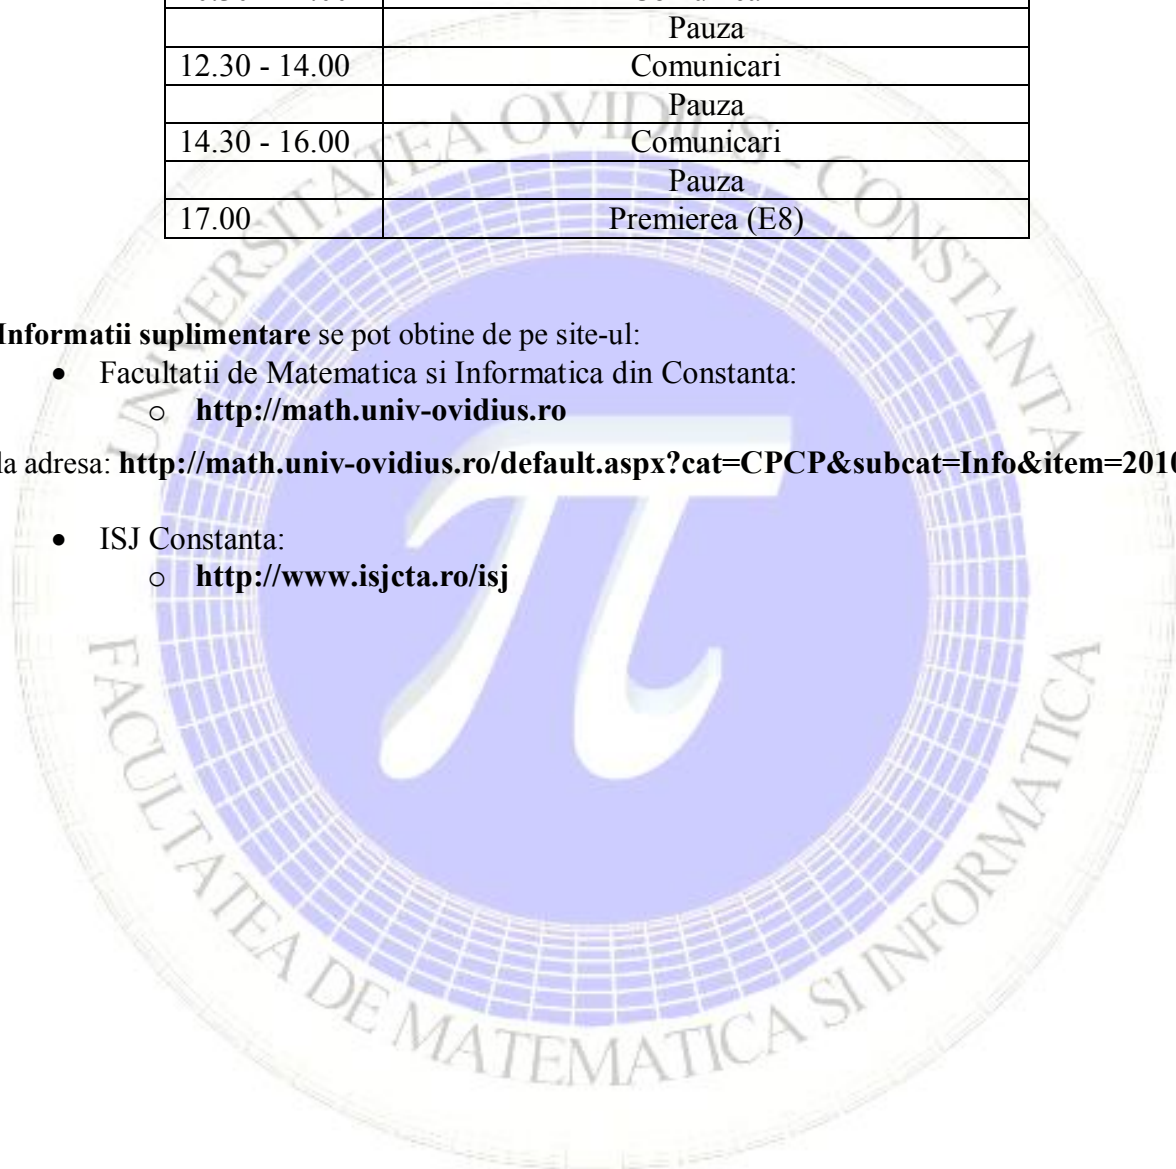 Pauza
12.30 - 14.00 Comunicari
Pauza
14.30 - 16.00 Comunicari
Pauza
17.00 Premierea (E8)
Informatii suplimentare se pot obtine de pe site-ul:
• Facultatii de Matematica si Informatica din Constanta:
o http://math.univ-ovidius.ro
la adresa: http://math.univ-ovidius.ro/default.aspx?cat=CPCP&subcat=Info&item=2010
• ISJ Constanta:
o http://www.isjcta.ro/isj
UNIVERSITATEA OVIDIUS - CONSTANTA
π
FACULTATEA DE MATEMATICA SI INFORMATICA